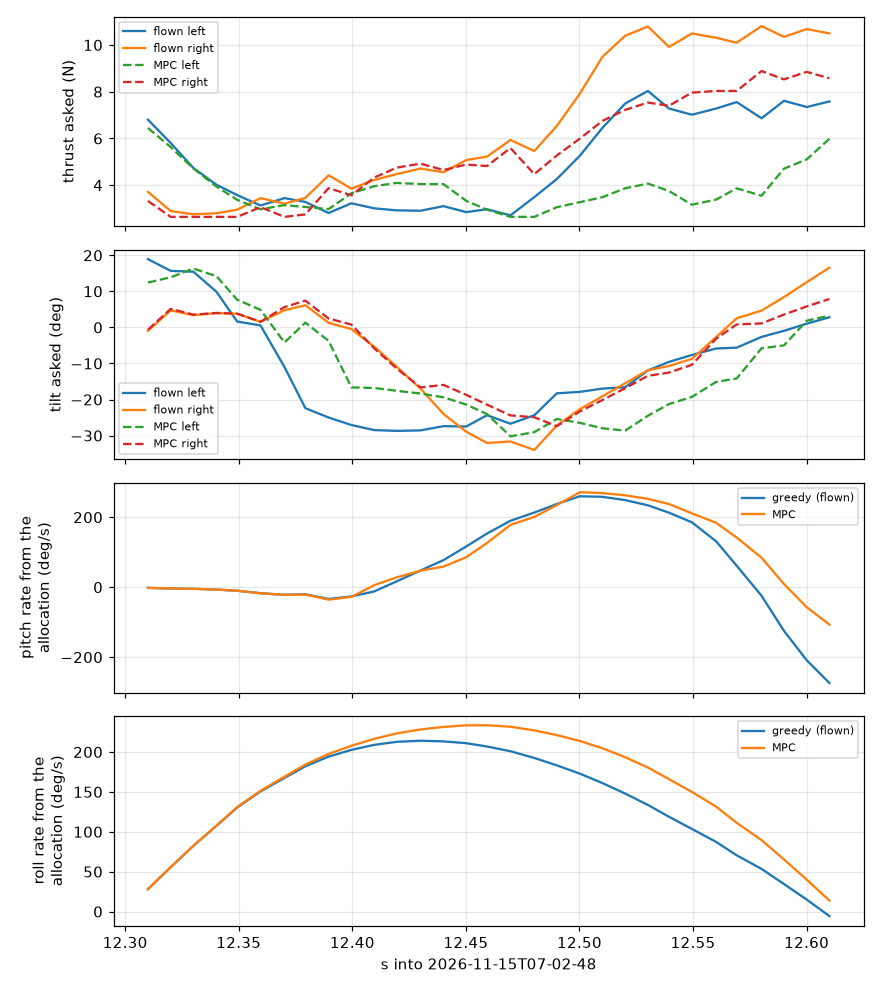 thrust asked (N)
10
8
6
4
flown left
flown right
MPC left
MPC right
tilt asked (deg)
20
10
0
−10
−20
−30
flown left
flown right
MPC left
MPC right
pitch rate from the
allocation (deg/s)
200
0
−200
greedy (flown)
MPC
roll rate from the
allocation (deg/s)
200
150
100
50
0
greedy (flown)
MPC
12.30 12.35 12.40 12.45 12.50 12.55 12.60
s into 2026-11-15T07-02-48